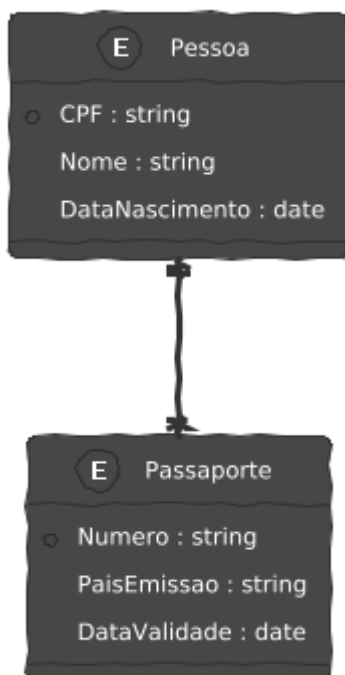 E Pessoa
CPF : string
Nome : string
DataNascimento : date
E Passaporte
Numero : string
PaisEmissao : string
DataValidade : date